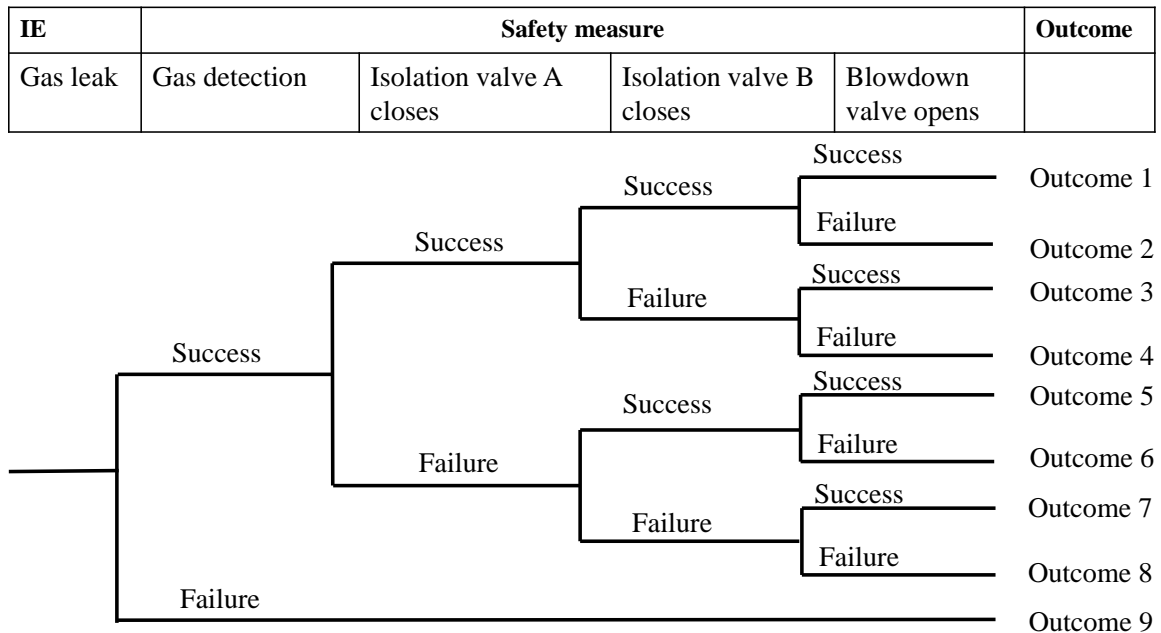 IE Safety measure Outcome
Gas leak Gas detection Isolation valve A Isolation valve B Blowdown
closes closes valve opens
Success
Success Outcome 1
Failure
Success
Outcome 2
Success
Failure Outcome 3
Failure
Success Outcome 4
Success
Success Outcome 5
Failure
Failure Outcome 6
Success
Failure Outcome 7
Failure
Outcome 8
Failure
Outcome 9